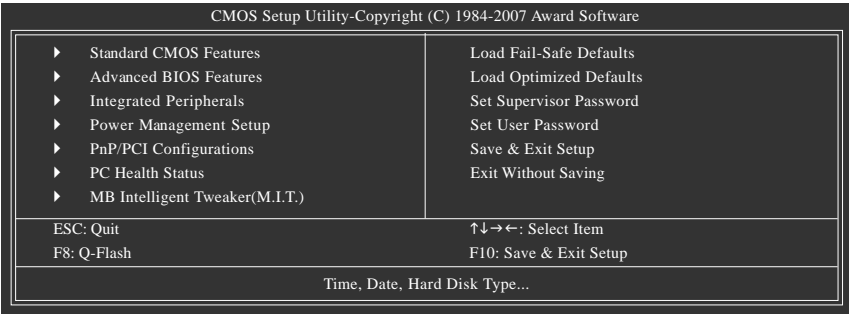 CMOS Setup Utility-Copyright (C) 1984-2007 Award Software
Standard CMOS Features
Advanced BIOS Features
Integrated Peripherals
Power Management Setup
PnP/PCI Configurations
PC Health Status
MB Intelligent Tweaker(M.I.T.)
Load Fail-Safe Defaults
Load Optimized Defaults
Set Supervisor Password
Set User Password
Save & Exit Setup
Exit Without Saving
ESC: Quit
F8: Q-Flash
↑↓→←: Select Item
F10: Save & Exit Setup
Time, Date, Hard Disk Type...